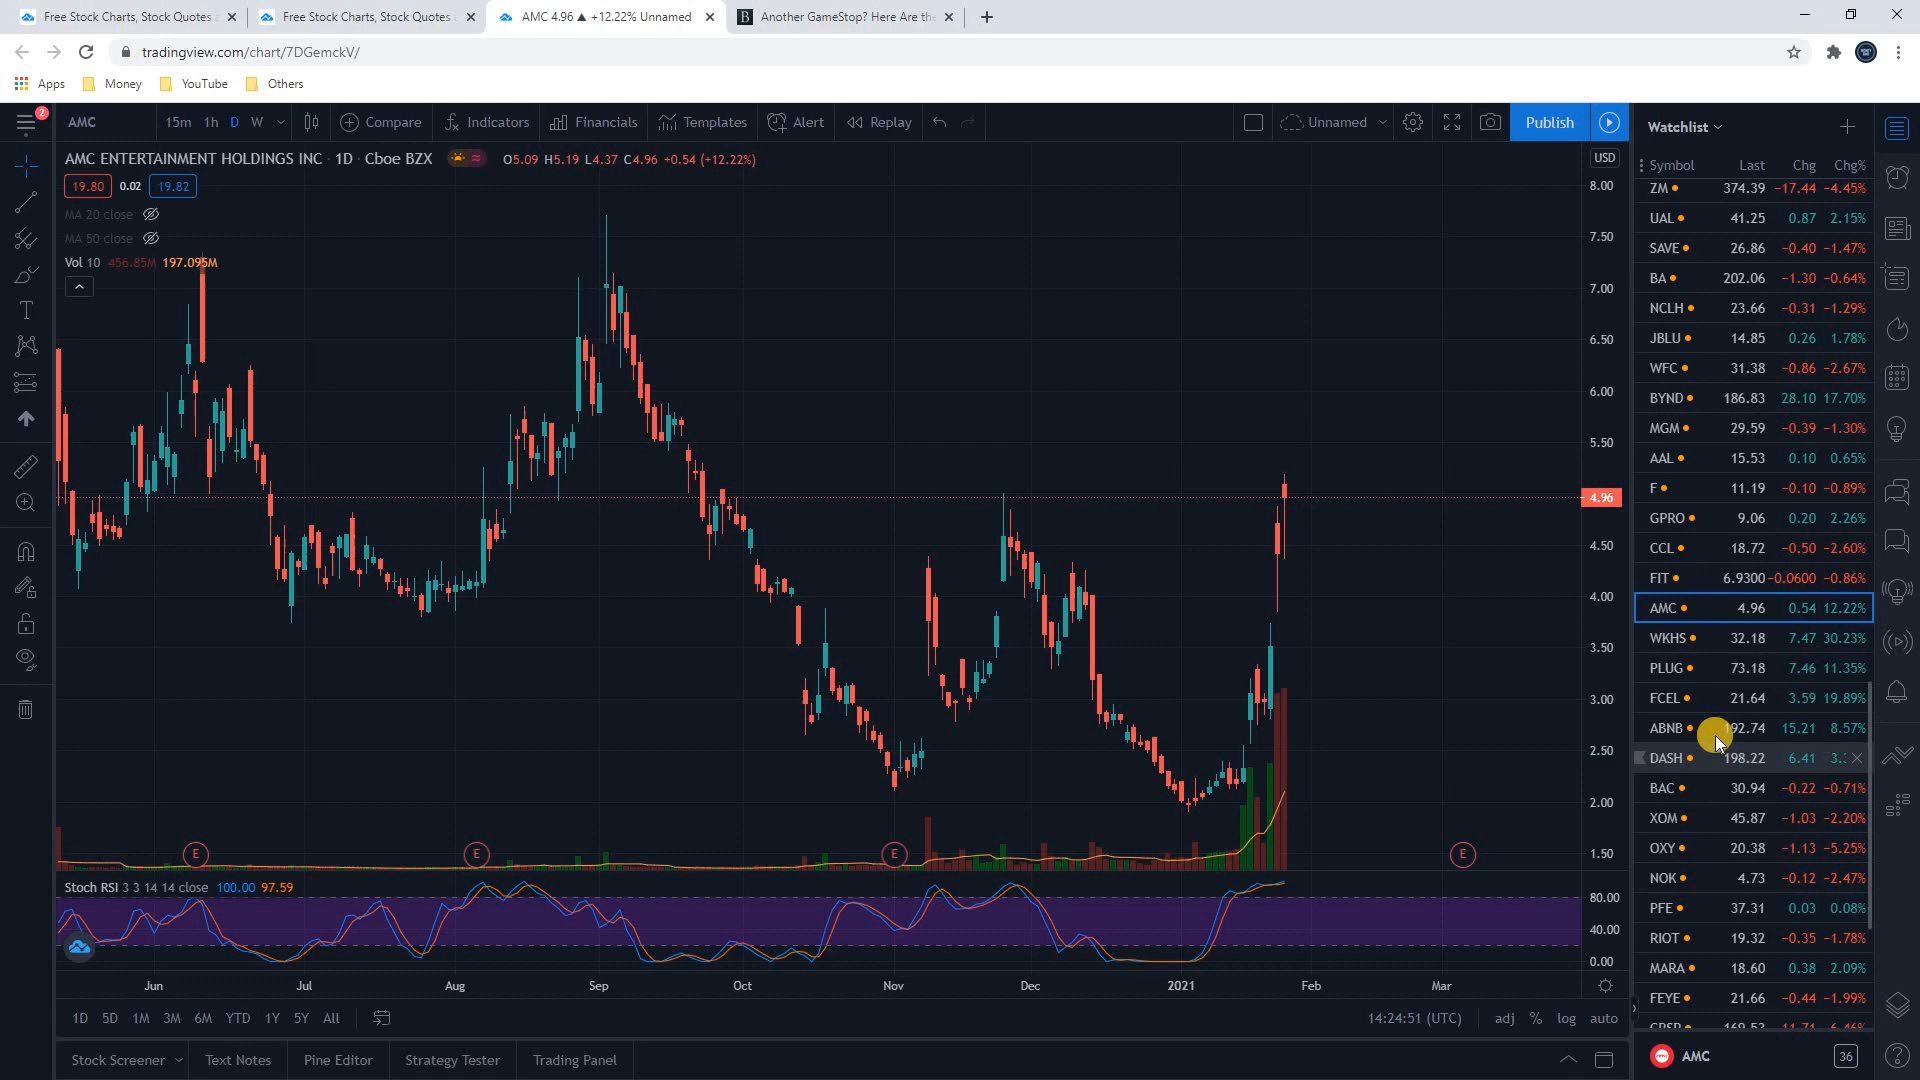 Free Stock Charts, Stock Quotes
Free Stock Charts, Stock Quotes
AMC 4.96 ▲ +12.22% Unnamed
Another GameStop? Here Are the
tradingview.com/chart/7DGemckV/
Apps
Money
YouTube
Others
2
AMC
15m
1h
D
W
Compare
Indicators
Financials
Templates
Alert
Replay
Unnamed
Publish
AMC ENTERTAINMENT HOLDINGS INC · 1D · Cboe BZX
O5.09 H5.19 L4.37 C4.96 +0.54 (+12.22%)
19.80 0.02 19.82
MA 20 close
MA 50 close
Vol 10 456.85M 197.095M
USD
8.00
7.50
7.00
6.50
6.00
5.50
4.96
4.50
4.00
3.50
3.00
2.50
2.00
1.50
E
E
E
E
Stoch RSI 3 3 14 14 close 100.00 97.59
80.00
40.00
0.00
Jun
Jul
Aug
Sep
Oct
Nov
Dec
2021
Feb
Mar
1D 5D 1M 3M 6M YTD 1Y 5Y All
14:24:51 (UTC)
adj % log auto
Stock Screener
Text Notes
Pine Editor
Strategy Tester
Trading Panel
Watchlist
Symbol Last Chg Chg%
ZM 374.39 −17.44 −4.45%
UAL 41.25 0.87 2.15%
SAVE 26.86 −0.40 −1.47%
BA 202.06 −1.30 −0.64%
NCLH 23.66 −0.31 −1.29%
JBLU 14.85 0.26 1.78%
WFC 31.38 −0.86 −2.67%
BYND 186.83 28.10 17.70%
MGM 29.59 −0.39 −1.30%
AAL 15.53 0.10 0.65%
F 11.19 −0.10 −0.89%
GPRO 9.06 0.20 2.26%
CCL 18.72 −0.50 −2.60%
FIT 6.9300 −0.0600 −0.86%
AMC 4.96 0.54 12.22%
WKHS 32.18 7.47 30.23%
PLUG 73.18 7.46 11.35%
FCEL 21.64 3.59 19.89%
ABNB 192.74 15.21 8.57%
DASH 198.22 6.41
BAC 30.94 −0.22 −0.71%
XOM 45.87 −1.03 −2.20%
OXY 20.38 −1.13 −5.25%
NOK 4.73 −0.12 −2.47%
PFE 37.31 0.03 0.08%
RIOT 19.32 −0.35 −1.78%
MARA 18.60 0.38 2.09%
FEYE 21.66 −0.44 −1.99%
AMC
36